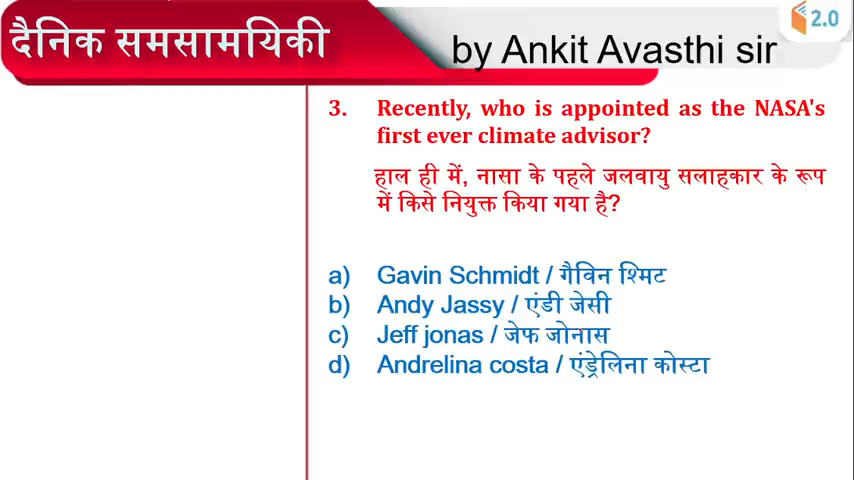 दैनिक समसामयिकी
by Ankit Avasthi sir
2.0
3. Recently, who is appointed as the NASA's
first ever climate advisor?
हाल ही में, नासा के पहले जलवायु सलाहकार के रूप
में किसे नियुक्त किया गया है?
a) Gavin Schmidt / गैविन श्मिट
b) Andy Jassy / एंडी जेसी
c) Jeff jonas / जेफ जोनास
d) Andrelina costa / एंड्रेलिना कोस्टा